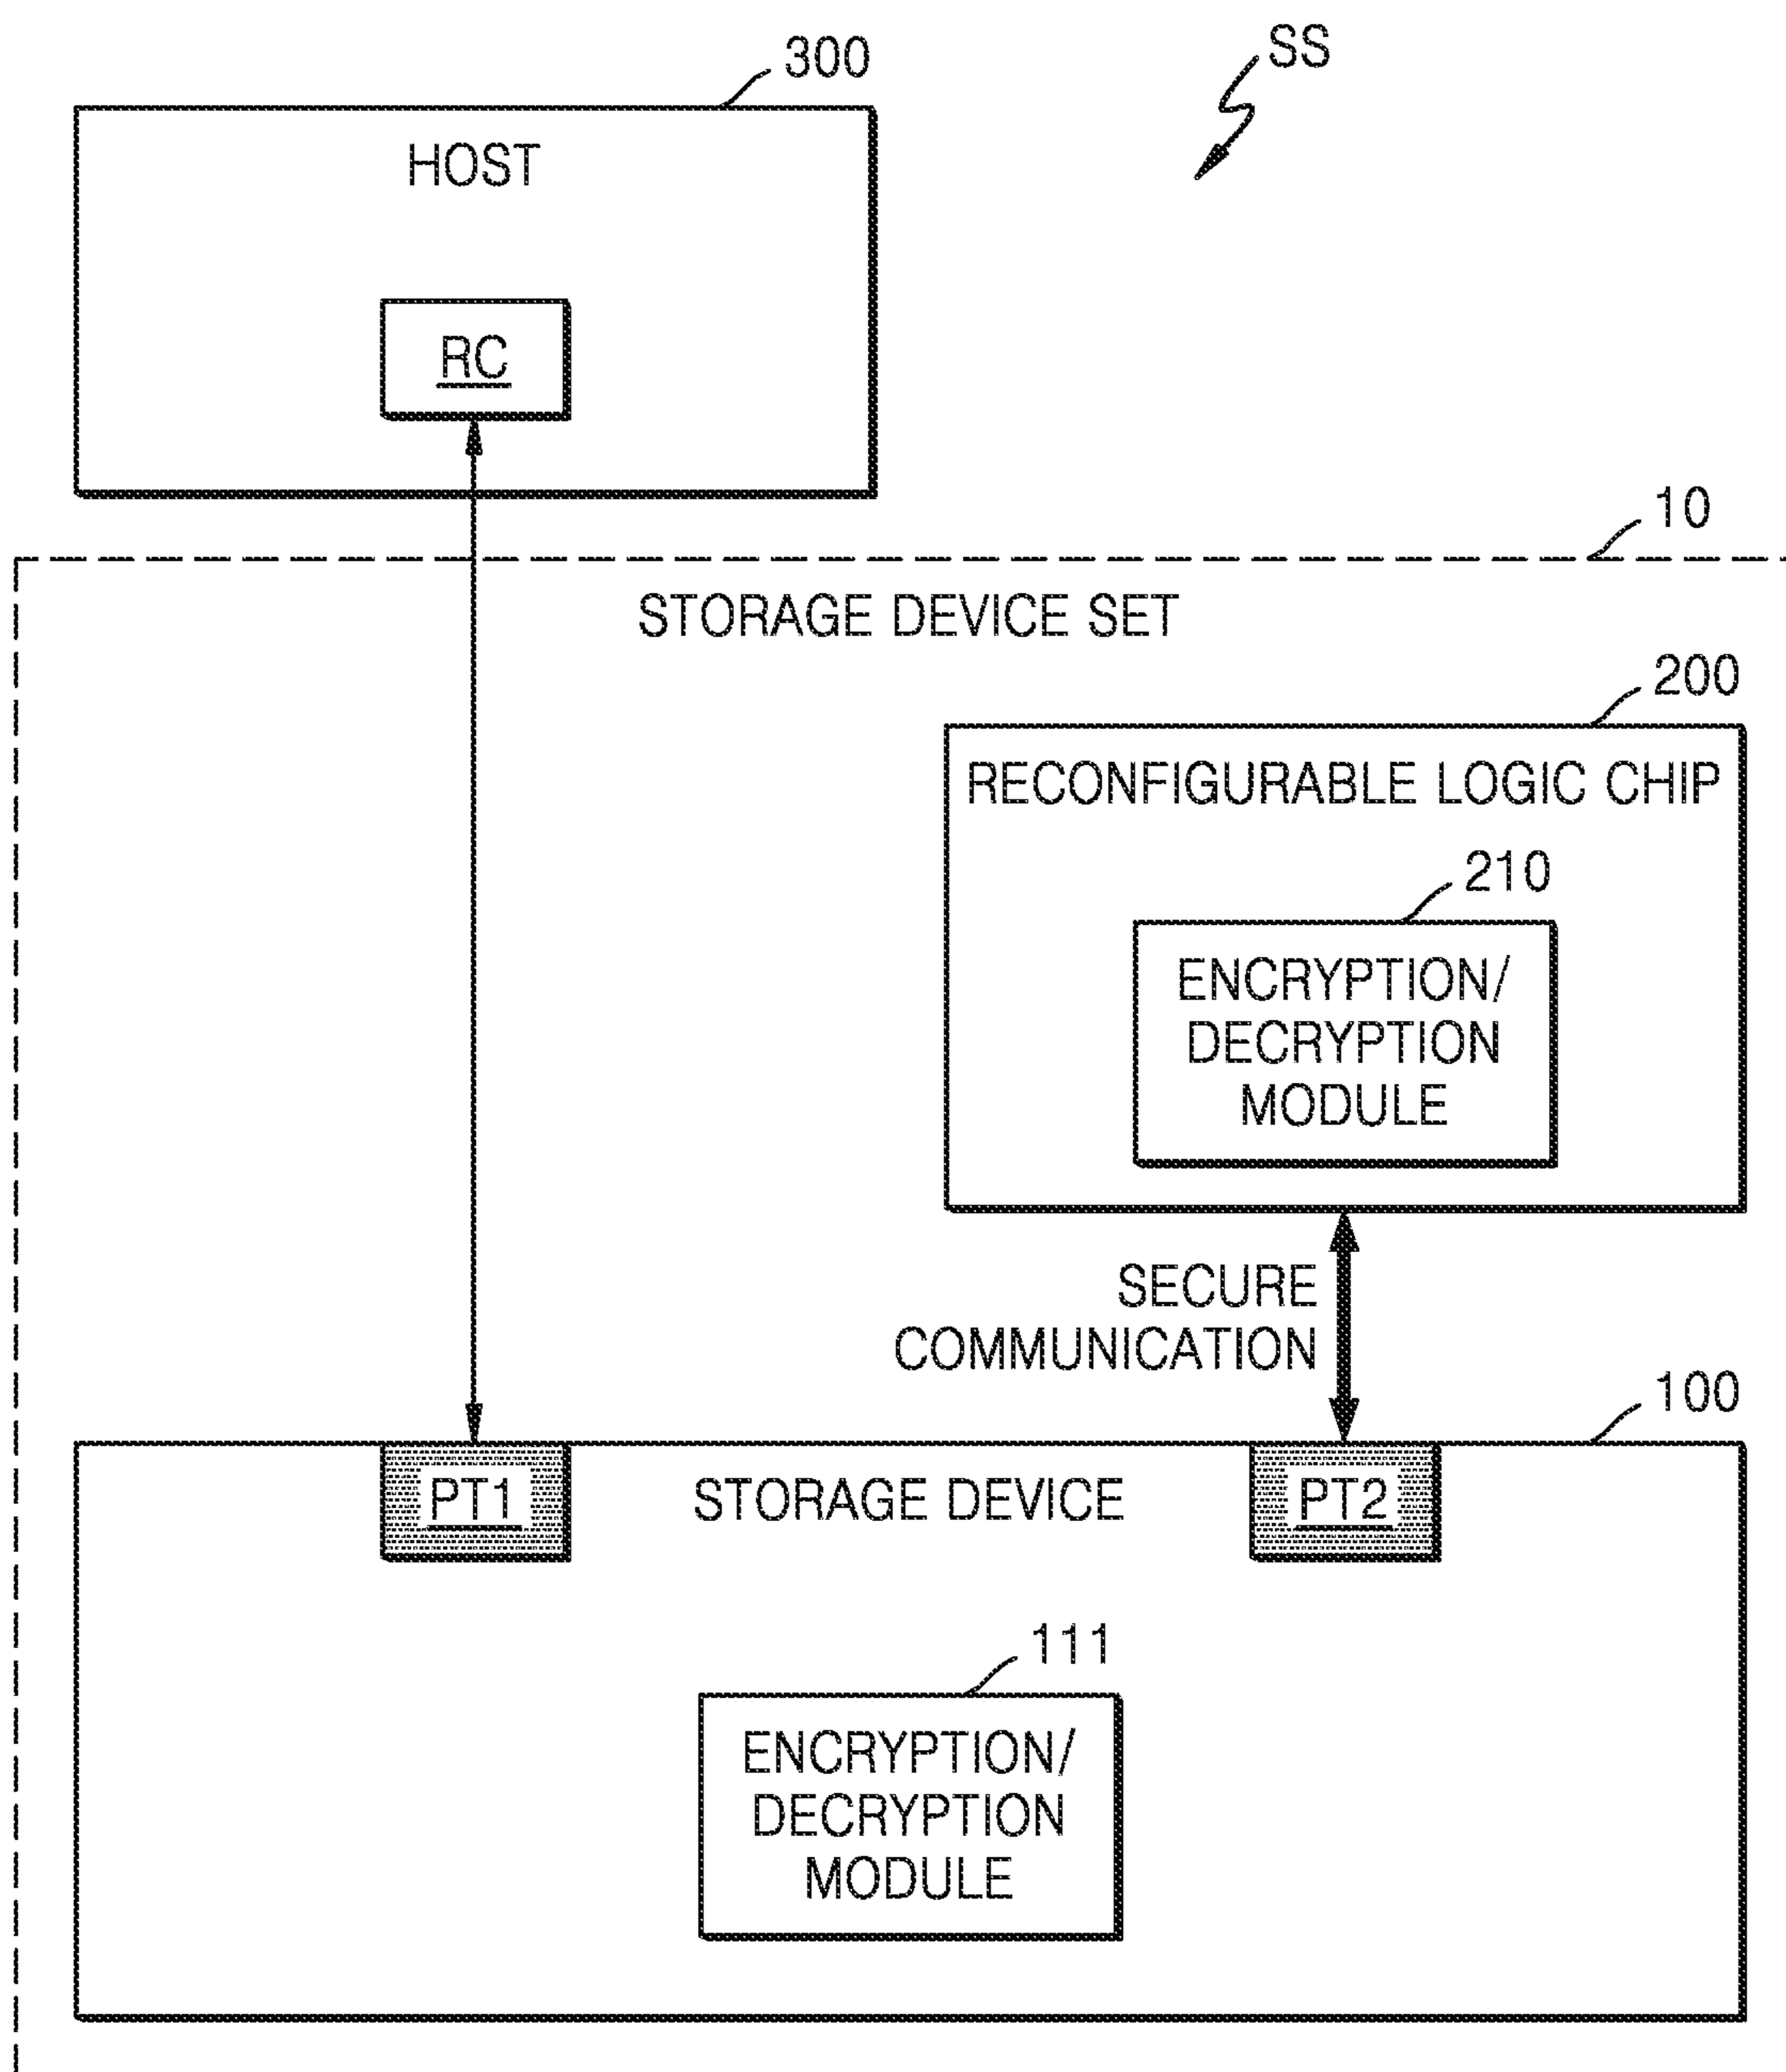 300
SS
HOST
RC
10
STORAGE DEVICE SET
200
RECONFIGURABLE LOGIC CHIP
210
ENCRYPTION/
DECRYPTION
MODULE
SECURE
COMMUNICATION
100
PT1
STORAGE DEVICE
PT2
111
ENCRYPTION/
DECRYPTION
MODULE